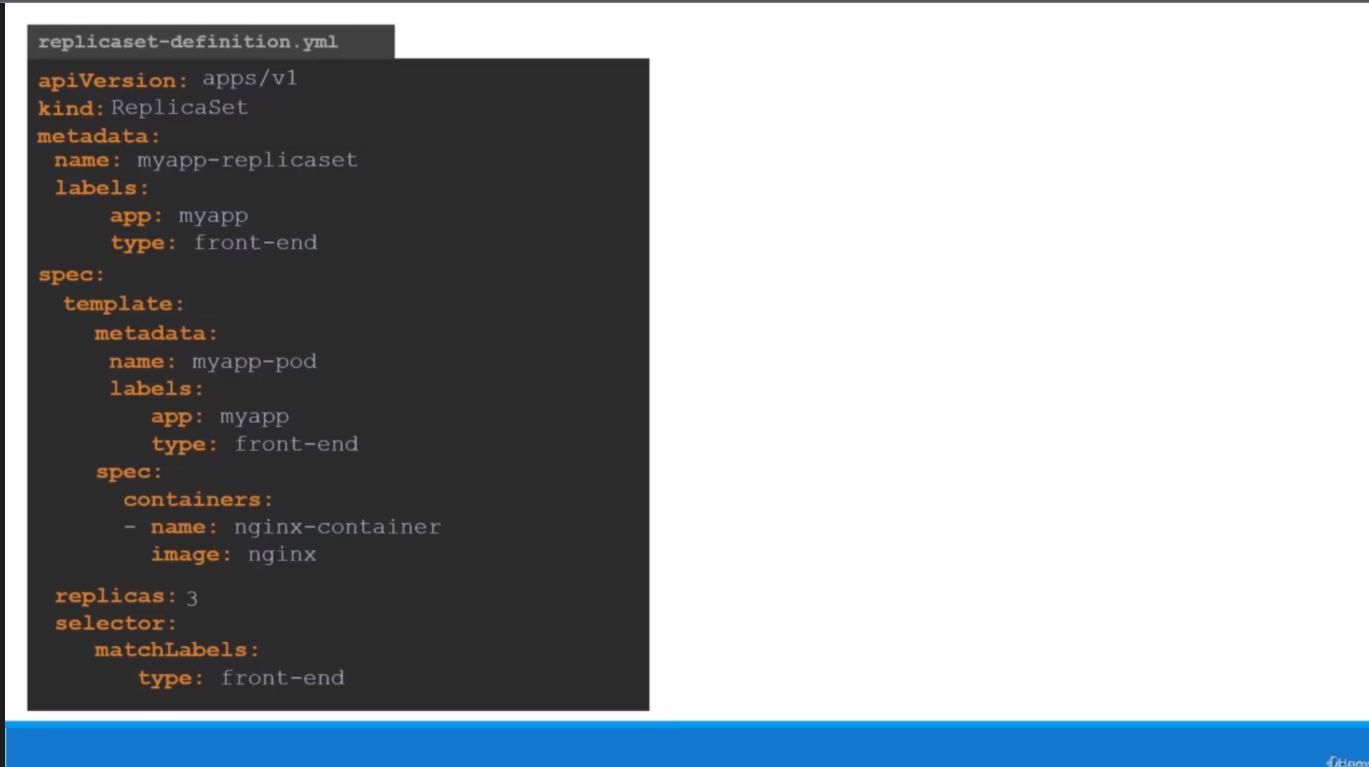 replicaset-definition.yml
apiVersion: apps/v1
kind: ReplicaSet
metadata:
name: myapp-replicaset
labels:
app: myapp
type: front-end
spec:
template:
metadata:
name: myapp-pod
labels:
app: myapp
type: front-end
spec:
containers:
- name: nginx-container
image: nginx
replicas: 3
selector:
matchLabels:
type: front-end